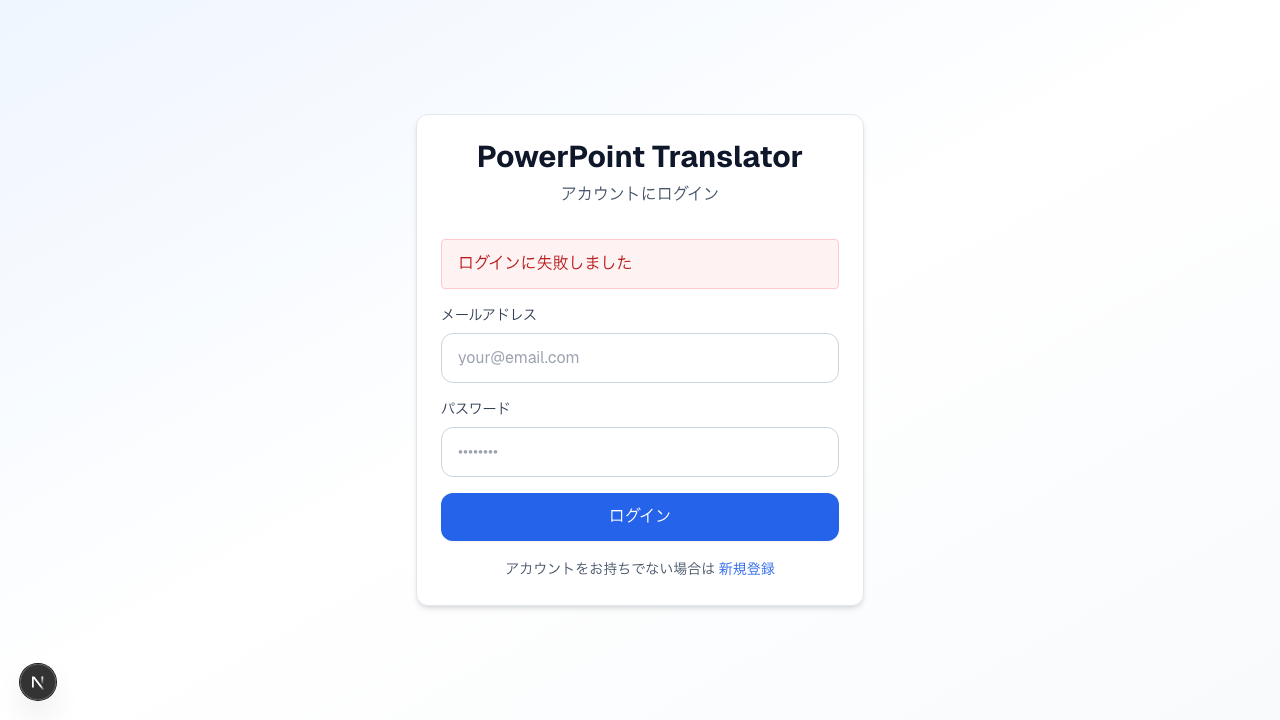 PowerPoint Translator
アカウントにログイン
ログインに失敗しました
メールアドレス
your@email.com
パスワード
••••••••
ログイン
アカウントをお持ちでない場合は 新規登録
N